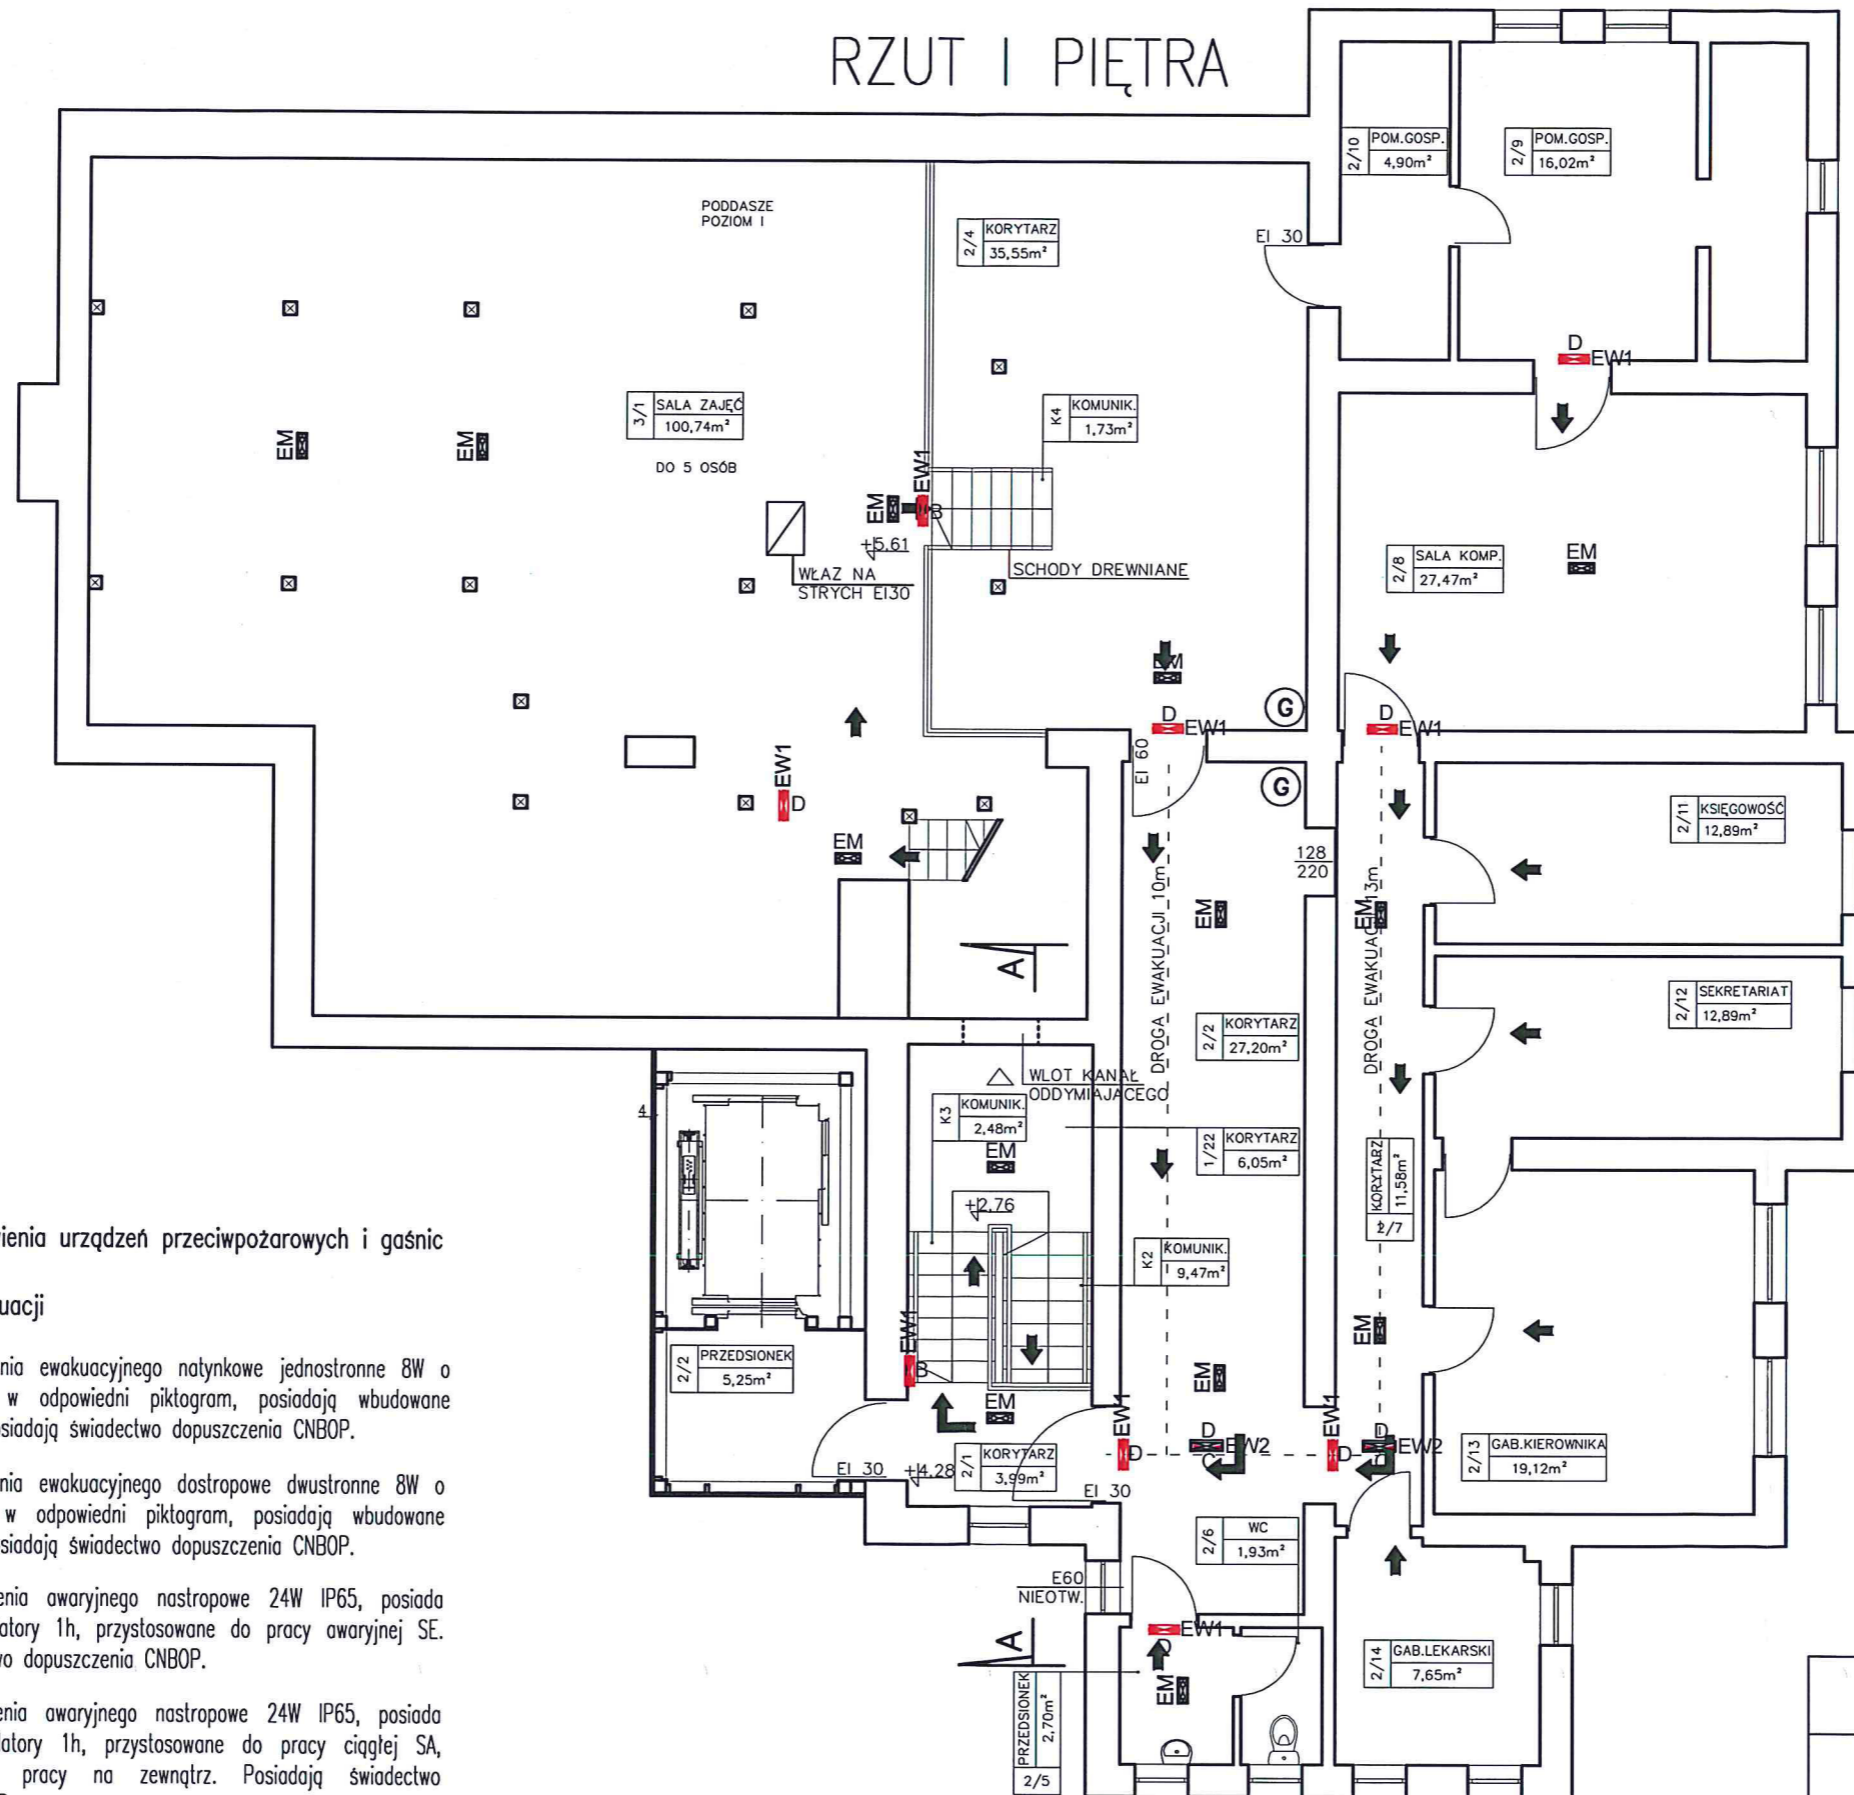 RZUT I PIĘTRA
2/10 POM.GOSP.
4,90m²
2/9 POM.GOSP.
16,02m²
PODDASZE
POZIOM I
2/4 KORYTARZ
35,55m²
EI 30
D
EW1
3/1 SALA ZAJĘĆ
100,74m²
DO 5 OSÓB
K4 KOMUNIK.
1,73m²
EM
EM
EM
EW1
B
+5.61
WŁAZ NA
STRYCH EI30
SCHODY DREWNIANE
2/8 SALA KOMP.
27,47m²
EM
EM
G
D
EW1
D
EW1
EI 60
G
EW1
D
EM
2/11 KSIĘGOWOŚĆ
12,89m²
128
220
DROGA EWAKUACJI 10m
EM
DROGA EWAKUACJI 13m
EM
A
2/12 SEKRETARIAT
12,89m²
2/2 KORYTARZ
27,20m²
WLOT KANAŁ
ODDYMIAJĄCEGO
4
K3 KOMUNIK.
2,48m²
EM
1/22 KORYTARZ
6,05m²
KORYTARZ
11,58m²
2/7
+2,76
K2 KOMUNIK.
9,47m²
ienia urządzeń przeciwpożarowych i gaśnic
uacji
EW1
B
2/2 PRZEDSIONEK
5,25m²
EM
EM
EM
nia ewakuacyjnego natynkowe jednostronne 8W o
w odpowiedni piktogram, posiadają wbudowane
osiadają świadectwo dopuszczenia CNBOP.
EW1
D
D
EW2
EW1
D
D
EW2
2/13 GAB.KIEROWNIKA
19,12m²
EI 30
+4.28
2/1 KORYTARZ
3,99m²
EI 30
nia ewakuacyjnego dostropowe dwustronne 8W o
w odpowiedni piktogram, posiadają wbudowane
siadają świadectwo dopuszczenia CNBOP.
2/6 WC
1,93m²
E60
NIEOTW.
enia awaryjnego nastropowe 24W IP65, posiada
atory 1h, przystosowane do pracy awaryjnej SE.
wo dopuszczenia CNBOP.
EW1
D
A
EM
2/14 GAB.LEKARSKI
7,65m²
PRZEDSIONEK
2,70m²
2/5
enia awaryjnego nastropowe 24W IP65, posiada
latory 1h, przystosowane do pracy ciągłej SA,
pracy na zewnątrz. Posiadają świadectwo